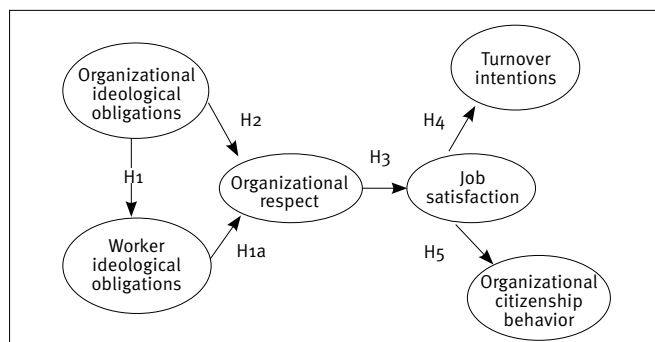 Turnover
intentions
Organizational
ideological
obligations
H2
H4
H1
H3
Organizational
respect
Job
satisfaction
Worker
ideological
obligations
H1a
H5
Organizational
citizenship
behavior